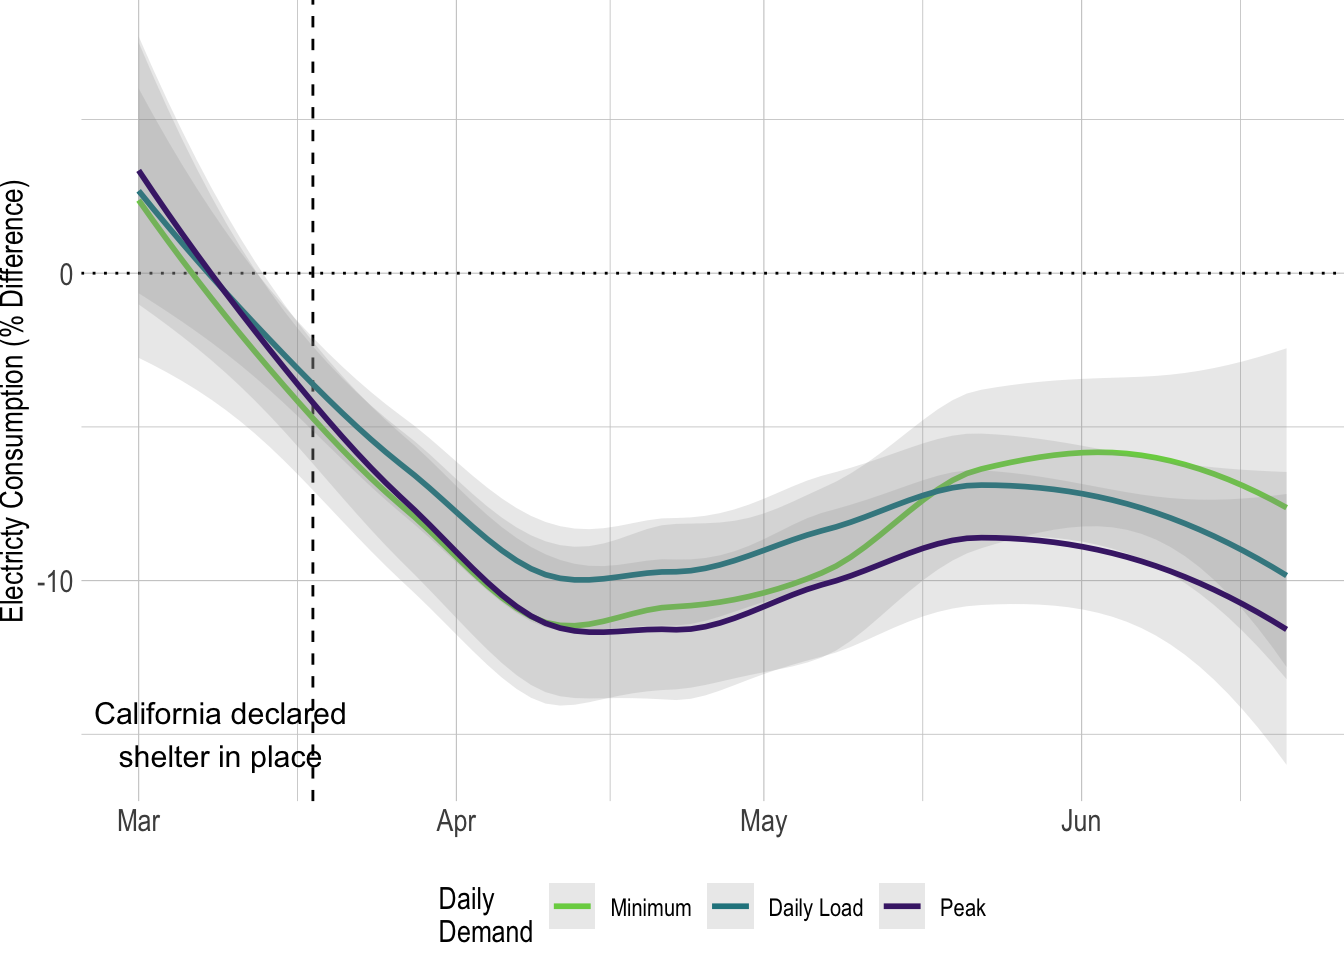 Electricty Consumption (% Difference)
0
-10
California declared
shelter in place
Mar Apr May Jun
Daily
Demand
Minimum Daily Load Peak